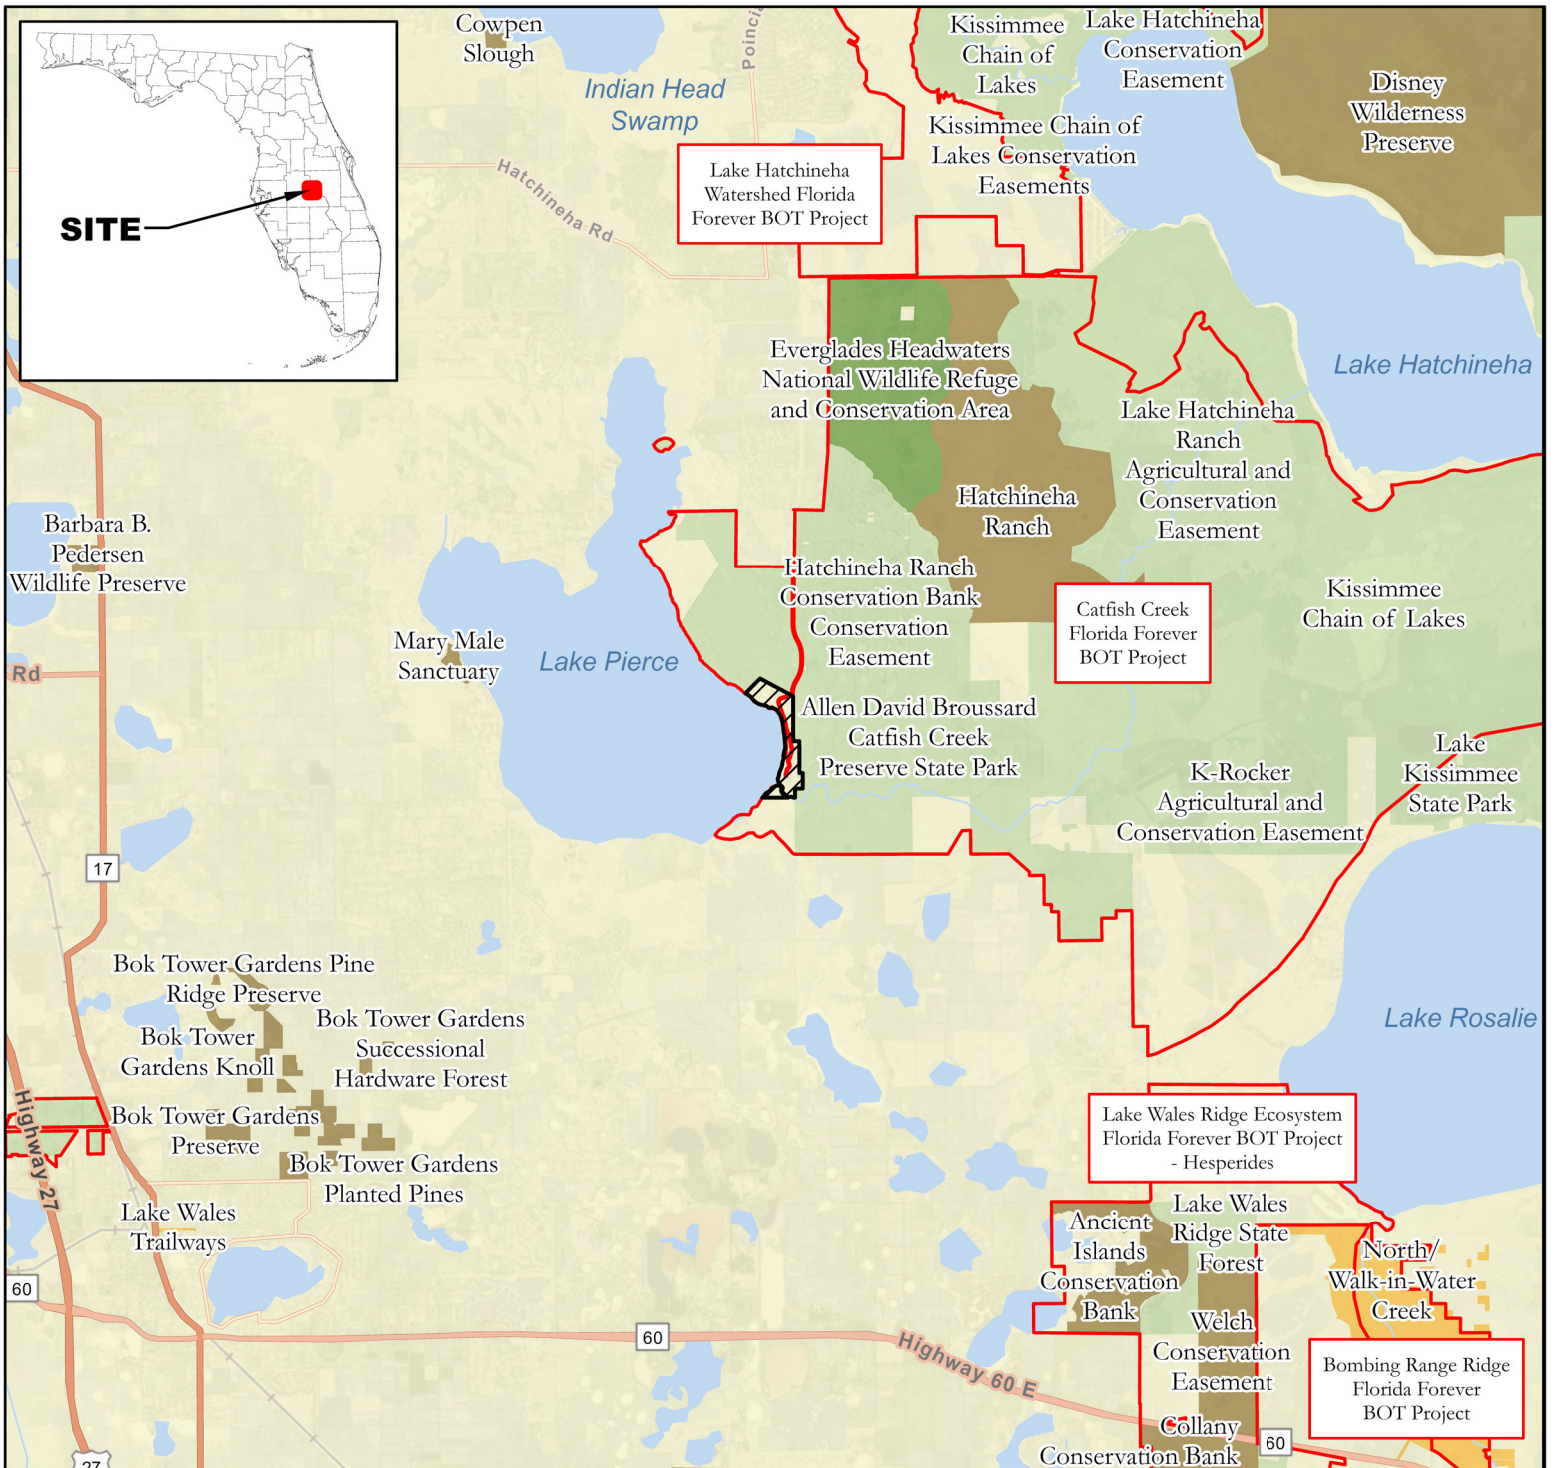 SITE
Cowpen
Slough
Indian Head
Swamp
Poincia
Hatchineha Rd
Kissimmee
Chain of
Lakes
Lake Hatchineha
Conservation
Easement
Disney
Wilderness
Preserve
Kissimmee Chain of
Lakes Conservation
Easements
Lake Hatchineha
Watershed Florida
Forever BOT Project
Everglades Headwaters
National Wildlife Refuge
and Conservation Area
Lake Hatchineha
Lake Hatchineha
Ranch
Agricultural and
Conservation
Easement
Hatchineha
Ranch
Barbara B.
Pedersen
Wildlife Preserve
Hatchineha Ranch
Conservation Bank
Conservation
Easement
Catfish Creek
Florida Forever
BOT Project
Kissimmee
Chain of Lakes
Mary Male
Sanctuary
Lake Pierce
Rd
Allen David Broussard
Catfish Creek
Preserve State Park
K-Rocker
Agricultural and
Conservation Easement
Lake
Kissimmee
State Park
17
Bok Tower Gardens Pine
Ridge Preserve
Bok Tower
Gardens Knoll
Bok Tower Gardens
Successional
Hardware Forest
Lake Rosalie
Highway 27
Bok Tower Gardens
Preserve
Bok Tower Gardens
Planted Pines
Lake Wales
Trailways
Lake Wales Ridge Ecosystem
Florida Forever BOT Project
- Hesperides
Ancient
Islands
Conservation
Bank
Lake Wales
Ridge State
Forest
North/
Walk-in-Water
Creek
60
60
Highway 60 E
Welch
Conservation
Easement
Bombing Range Ridge
Florida Forever
BOT Project
Collany
Conservation Bank
60
27